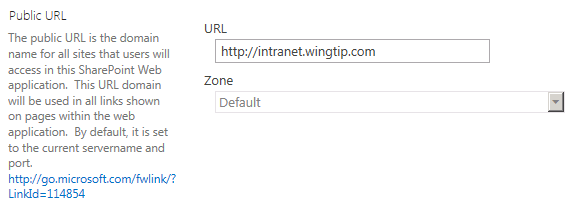 Public URL
The public URL is the domain
name for all sites that users will
access in this SharePoint Web
application.  This URL domain
will be used in all links shown
on pages within the web
application.  By default, it is set
to the current servername and
port.
http://go.microsoft.com/fwlink/?
LinkId=114854
URL
http://intranet.wingtip.com
Zone
Default